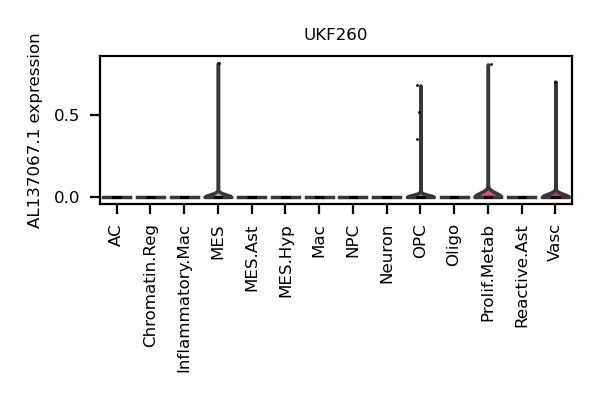 UKF260
AL137067.1 expression
0.5
0.0
AC
Chromatin.Reg
Inflammatory.Mac
MES
MES.Ast
MES.Hyp
Mac
NPC
Neuron
OPC
Oligo
Prolif.Metab
Reactive.Ast
Vasc